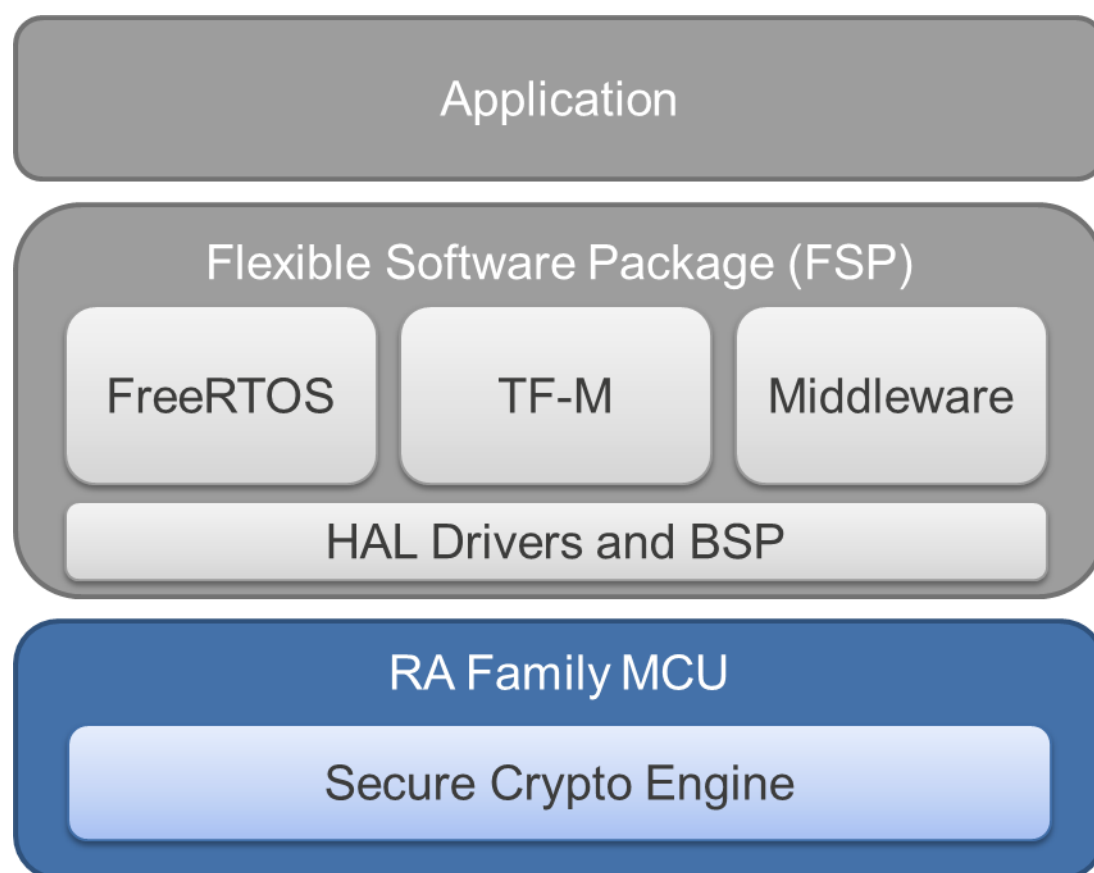 Application
Flexible Software Package (FSP)
FreeRTOS
TF-M
Middleware
HAL Drivers and BSP
RA Family MCU
Secure Crypto Engine